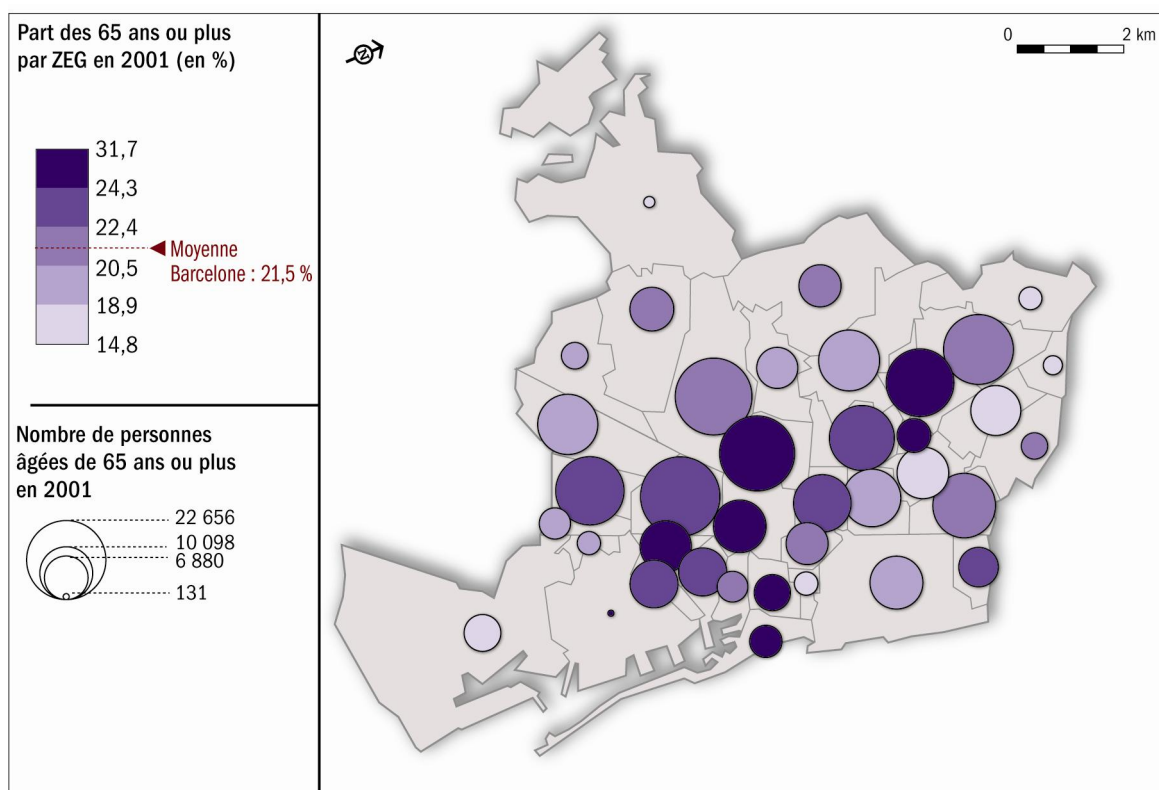 Part des 65 ans ou plus
par ZEG en 2001 (en %)
31,7
24,3
22,4
20,5
18,9
14,8
Moyenne
Barcelone : 21,5 %
Nombre de personnes
âgées de 65 ans ou plus
en 2001
22 656
10 098
6 880
131
N
0 2 km